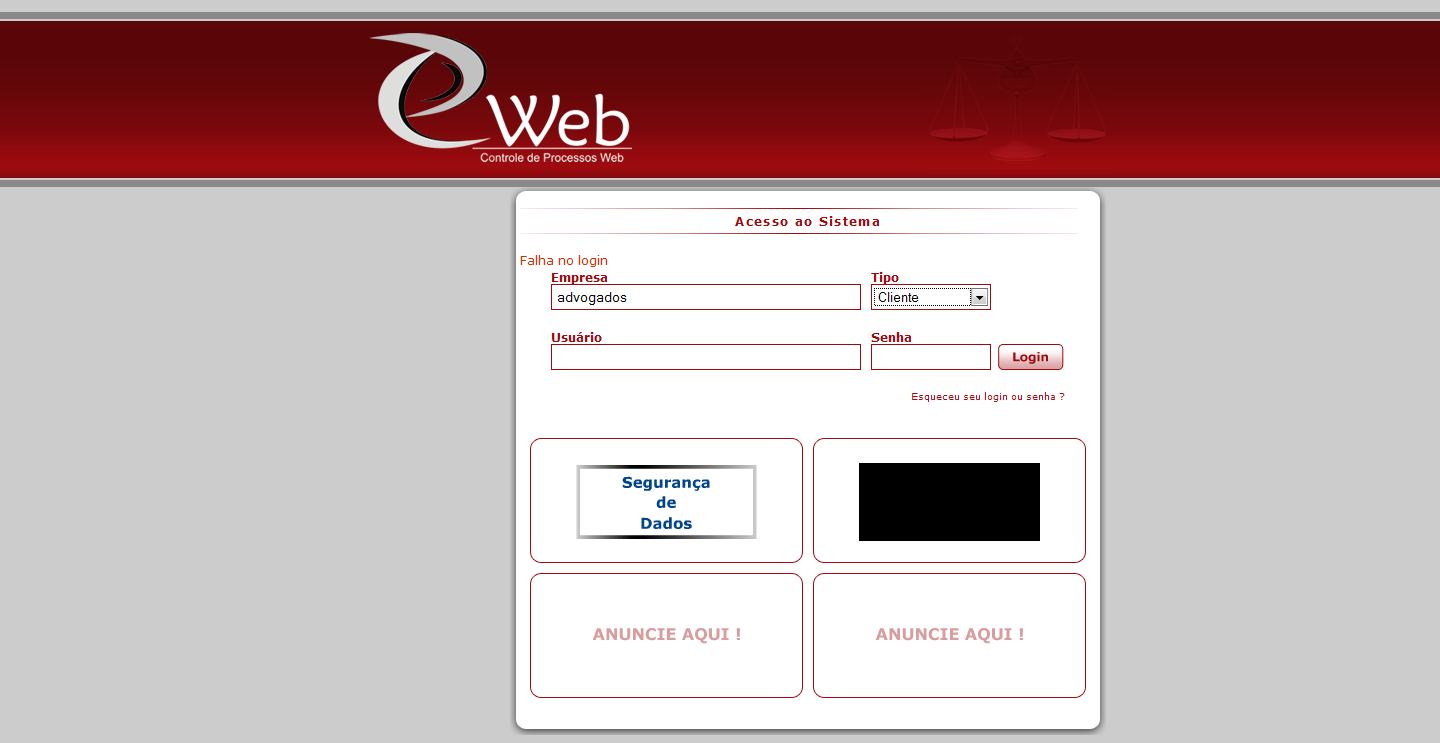 Web
Controle de Processos Web
Acesso ao Sistema
Falha no login
Empresa
Tipo
advogados
Cliente
Usuário
Senha
Login
Esqueceu seu login ou senha ?
Segurança
de
Dados
ANUNCIE AQUI !
ANUNCIE AQUI !